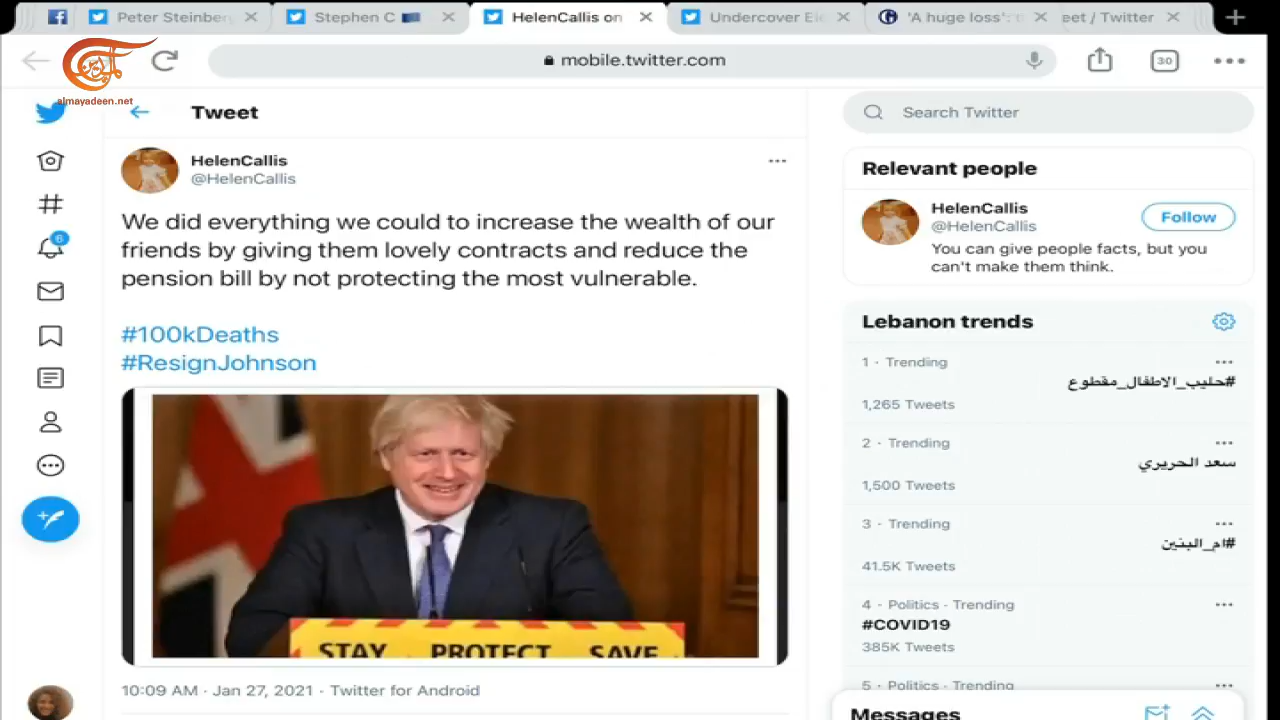 Peter Steinber
Stephen C
HelenCallis on
Undercover El
'A huge loss':
eet / Twitter
mobile.twitter.com
30
الميادين
almayadeen.net
Tweet
HelenCallis
@HelenCallis
We did everything we could to increase the wealth of our
friends by giving them lovely contracts and reduce the
pension bill by not protecting the most vulnerable.
#100kDeaths
#ResignJohnson
STAY PROTECT SAVE
10:09 AM · Jan 27, 2021 · Twitter for Android
6
Search Twitter
Relevant people
HelenCallis
@HelenCallis
Follow
You can give people facts, but you
can't make them think.
Lebanon trends
1 · Trending
#حليب_الاطفال_مقطوع
1,265 Tweets
2 · Trending
سعد الحريري
1,500 Tweets
3 · Trending
#ام_البنين
41.5K Tweets
4 · Politics · Trending
#COVID19
385K Tweets
5 · Politics · Trending
Messages